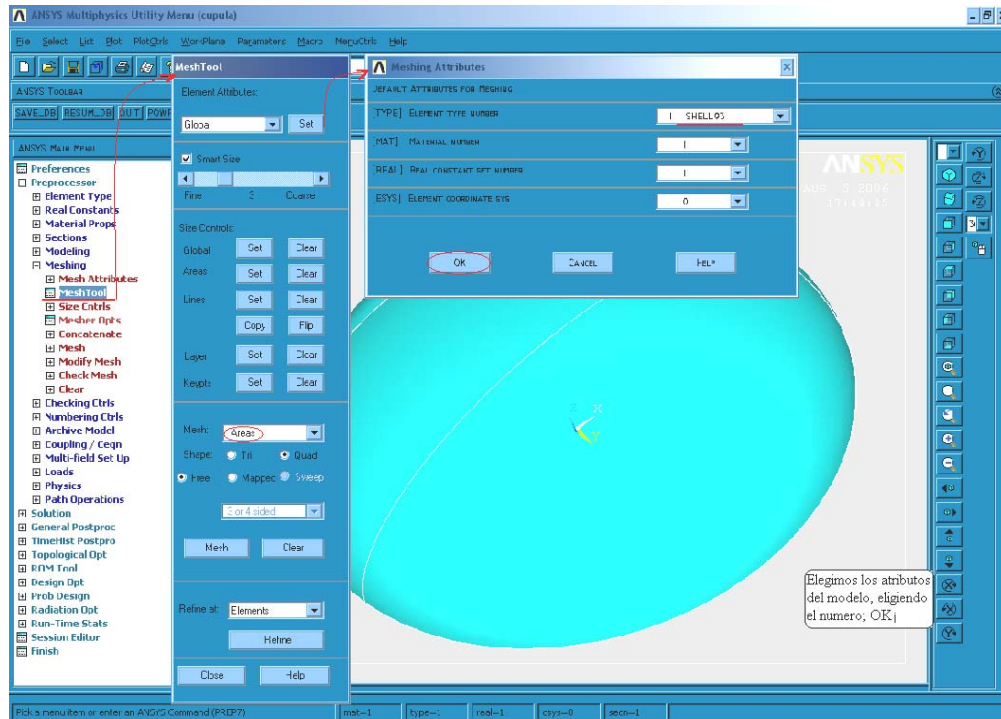 ANSYS Multiphysics Utility Menu (cupula)
File Select List Plot PlotCtrls WorkPlane Parameters Macro MenuCtrls Help
ANSYS Toolbar
SAVE_DB RESUM_DB QUIT POWR
ANSYS Main Menu
Preferences
Preprocessor
Element Type
Real Constants
Material Props
Sections
Modeling
Meshing
Mesh Attributes
MeshTool
Size Cntrls
Mesher Opts
Concatenate
Mesh
Modify Mesh
Check Mesh
Clear
Checking Ctrls
Numbering Ctrls
Archive Model
Coupling / Ceqn
Multi-field Set Up
Loads
Physics
Path Operations
Solution
General Postproc
TimeHist Postpro
Topological Opt
ROM Tool
Design Opt
Prob Design
Radiation Opt
Run-Time Stats
Session Editor
Finish
MeshTool
Element Attributes:
Global Set
Smart Size
Fine 3 Coarse
Size Controls:
Global Set Clear
Areas Set Clear
Lines Set Clear
Copy Flip
Layer Set Clear
Keypts Set Clear
Mesh: Areas
Shape: Tri Quad
Free Mapped Sweep
3 or 4 sided
Mesh Clear
Refine at: Elements
Refine
Close Help
Meshing Attributes
Default Attributes for Meshing
[TYPE] Element type number 1 SHELL93
[MAT] Material number 1
[REAL] Real constant set number 1
[ESYS] Element coordinate sys 0
OK Cancel Help
ANSYS
AUG 5 2006
Z X
Y
3
Elegimos los atributos
del modelo, eligiendo
el numero; OK¡
Pick a menu item or enter an ANSYS Command (PREP7) mat=1 type=1 real=1 csys=0 secn=1